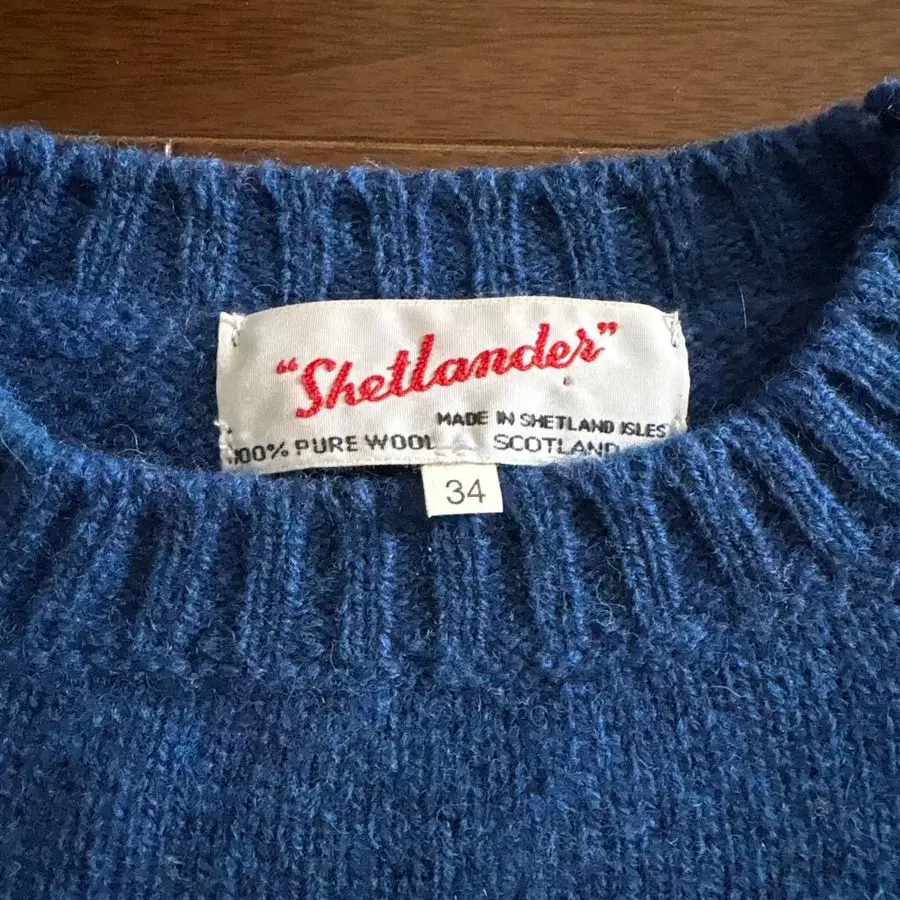 "Shetlander"
MADE IN SHETLAND ISLES
100% PURE WOOL SCOTLAND
34